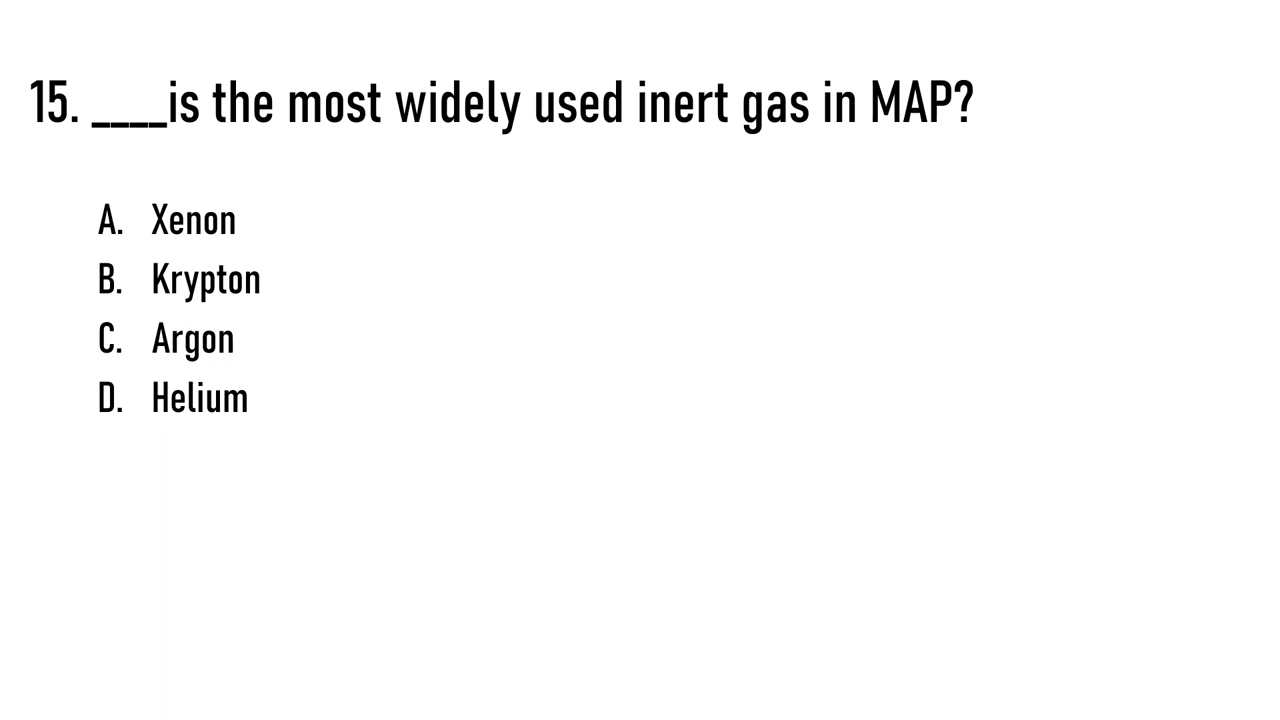 15. ____is the most widely used inert gas in MAP?
A. Xenon
B. Krypton
C. Argon
D. Helium